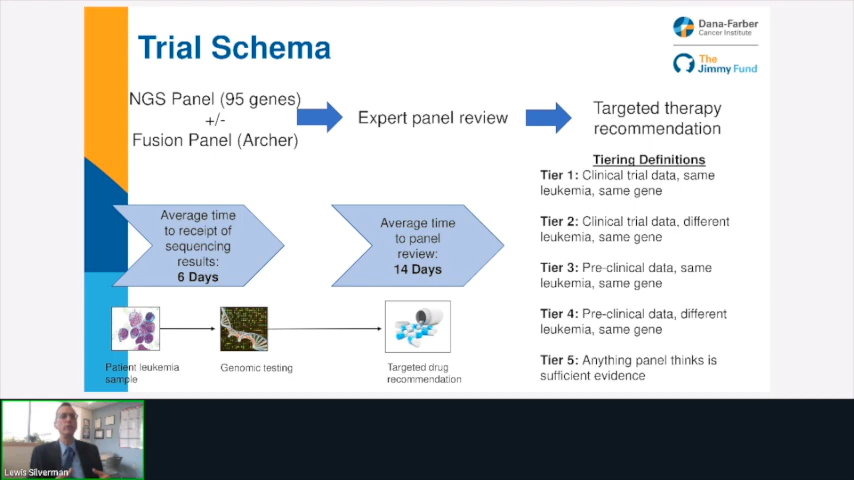 Trial Schema
Dana-Farber
Cancer Institute
The
Jimmy Fund
NGS Panel (95 genes)
+/-
Fusion Panel (Archer)
Expert panel review
Targeted therapy
recommendation
Tiering Definitions
Tier 1: Clinical trial data, same
leukemia, same gene
Tier 2: Clinical trial data, different
leukemia, same gene
Tier 3: Pre-clinical data, same
leukemia, same gene
Tier 4: Pre-clinical data, different
leukemia, same gene
Tier 5: Anything panel thinks is
sufficient evidence
Average time
to receipt of
sequencing
results:
6 Days
Average time
to panel
review:
14 Days
Patient leukemia
sample
Genomic testing
Targeted drug
recommendation
Lewis Silverman